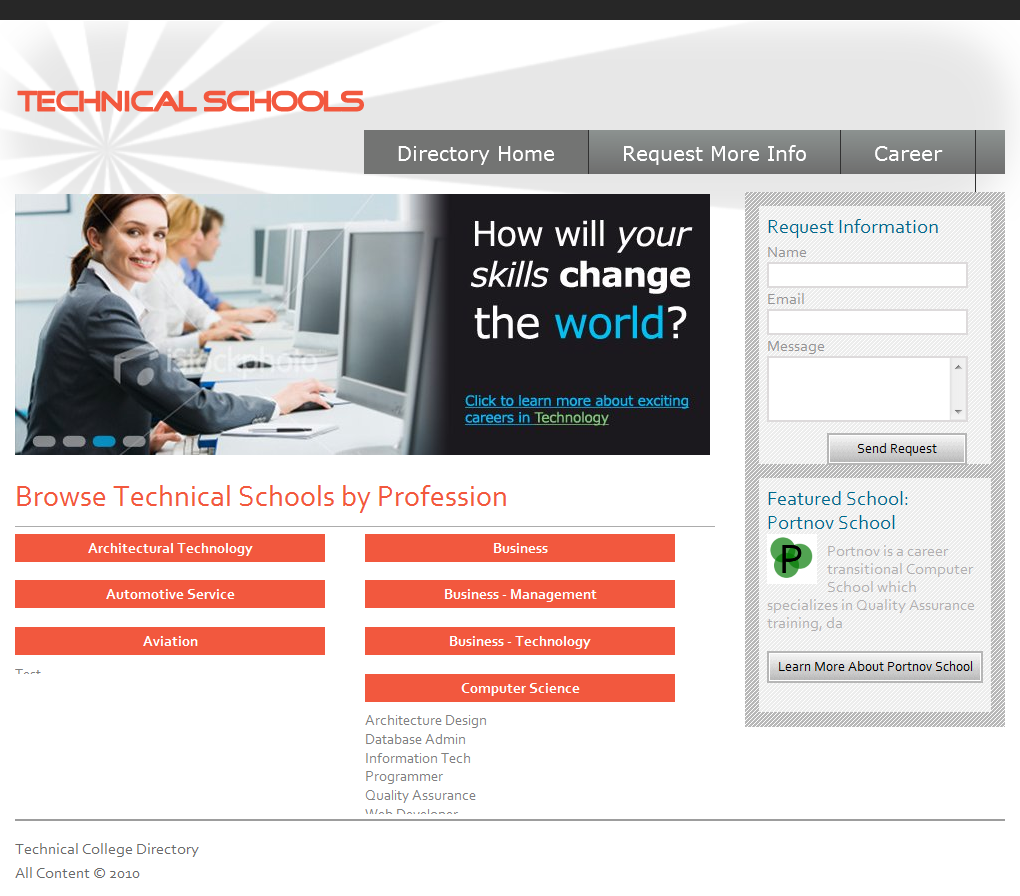 TECHNICAL SCHOOLS
Directory Home
Request More Info
Career
How will your
skills change
the world?
iStockphoto
Click to learn more about exciting
careers in Technology
Request Information
Name
Email
Message
Send Request
Featured School:
Portnov School
P
Portnov is a career
transitional Computer
School which
specializes in Quality Assurance
training, da
Learn More About Portnov School
Browse Technical Schools by Profession
Architectural Technology
Automotive Service
Aviation
Test
Business
Business - Management
Business - Technology
Computer Science
Architecture Design
Database Admin
Information Tech
Programmer
Quality Assurance
Web Developer
Technical College Directory
All Content © 2010